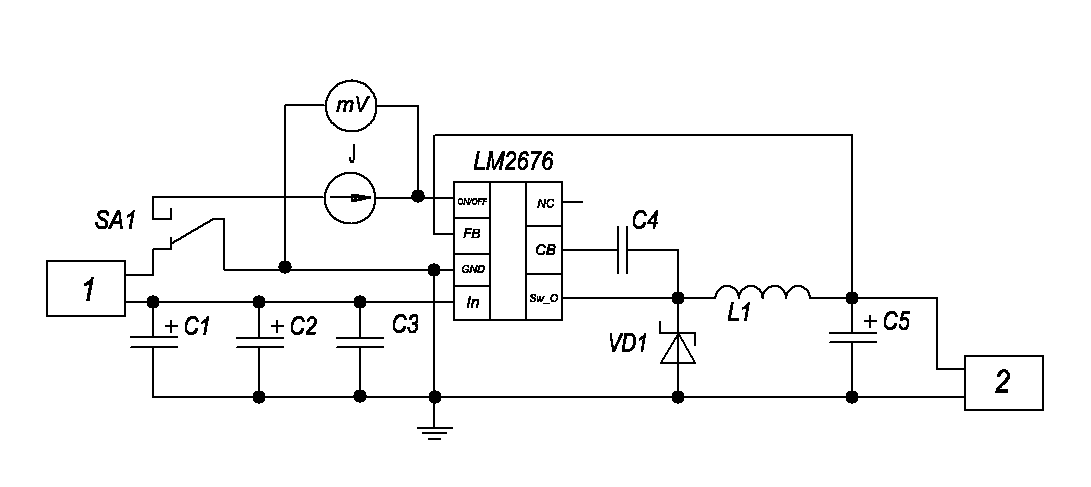 mV
J
LM2676
ON/OFF
NC
SA1
FB
C4
CB
GND
1
In
Sw_O
L1
+ C1
+ C2
C3
+ C5
VD1
2